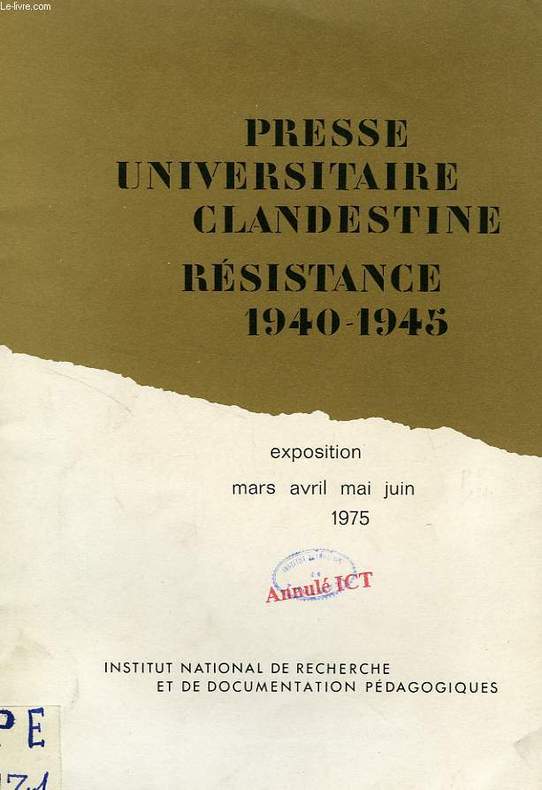 Le-livre.com
PRESSE
UNIVERSITAIRE
CLANDESTINE
RÉSISTANCE
1940-1945
exposition
mars avril mai juin
1975
Annulé ICT
INSTITUT NATIONAL DE RECHERCHE
ET DE DOCUMENTATION PÉDAGOGIQUES
PE